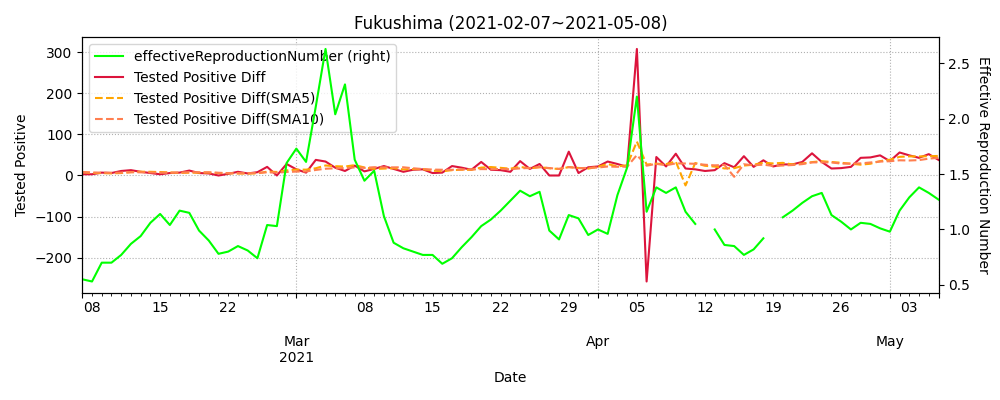 Fukushima (2021-02-07~2021-05-08)
effectiveReproductionNumber (right)
Tested Positive Diff
Tested Positive Diff(SMA5)
Tested Positive Diff(SMA10)
Tested Positive
300
200
100
0
−100
−200
Effective Reproduction Number
2.5
2.0
1.5
1.0
0.5
08 15 22 08 15 22 29 05 12 19 26 03
Mar Apr May
2021
Date